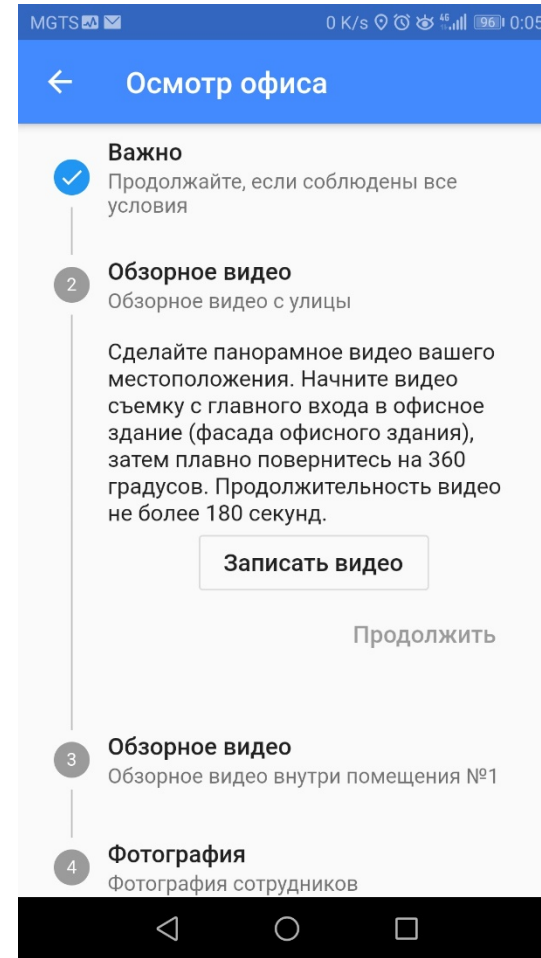 MGTS 0 K/s 46 96 0:05
Осмотр офиса
Важно
Продолжайте, если соблюдены все
условия
2
Обзорное видео
Обзорное видео с улицы
Сделайте панорамное видео вашего
местоположения. Начните видео
съемку с главного входа в офисное
здание (фасада офисного здания),
затем плавно повернитесь на 360
градусов. Продолжительность видео
не более 180 секунд.
Записать видео
Продолжить
3
Обзорное видео
Обзорное видео внутри помещения №1
4
Фотография
Фотография сотрудников